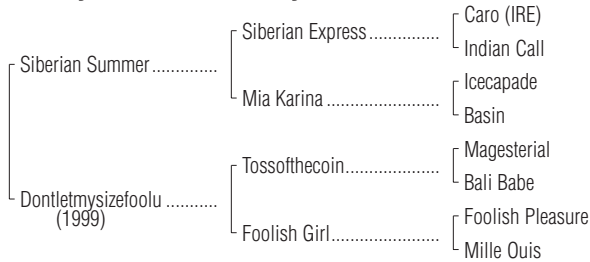 Caro (IRE)
Siberian Express...............
Indian Call
Siberian Summer.............
Icecapade
Mia Karina ........................
Basin
Magesterial
Tossofthecoin....................
Bali Babe
Dontletmysizefoolu ..........
(1999)
Foolish Pleasure
Foolish Girl.......................
Mille Ouis